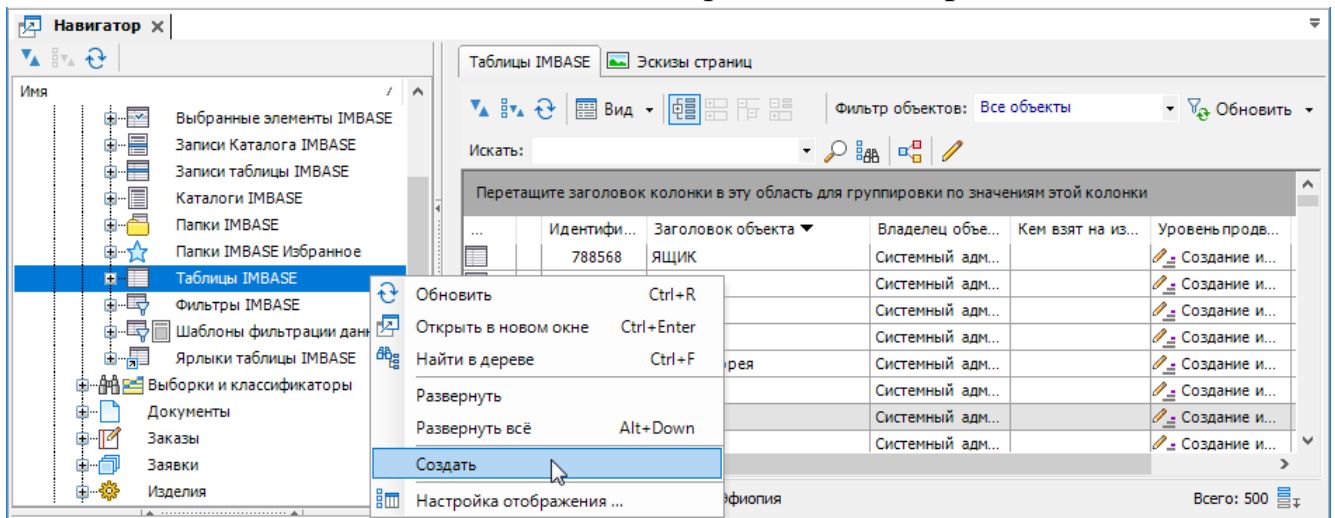 Навигатор
Имя
Выбранные элементы IMBASE
Записи Каталога IMBASE
Записи таблицы IMBASE
Каталоги IMBASE
Папки IMBASE
Папки IMBASE Избранное
Таблицы IMBASE
Фильтры IMBASE
Шаблоны фильтрации
Ярлыки таблицы IMBASE
Выборки и классификаторы
Документы
Заказы
Заявки
Изделия
Обновить Ctrl+R
Открыть в новом окне Ctrl+Enter
Найти в дереве Ctrl+F
Развернуть
Развернуть всё Alt+Down
Создать
Настройка отображения ...
Таблицы IMBASE Эскизы страниц
Вид Фильтр объектов: Все объекты Обновить
Искать:
Перетащите заголовок колонки в эту область для группировки по значениям этой колонки
... Идентифи... Заголовок объекта Владелец объе... Кем взят на из... Уровень продв...
788568 ЯЩИК Системный адм... Создание и...
Системный адм... Создание и...
Системный адм... Создание и...
Системный адм... Создание и...
Системный адм... Создание и...
Системный адм... Создание и...
Системный адм... Создание и...
Системный адм... Создание и...
Всего: 500